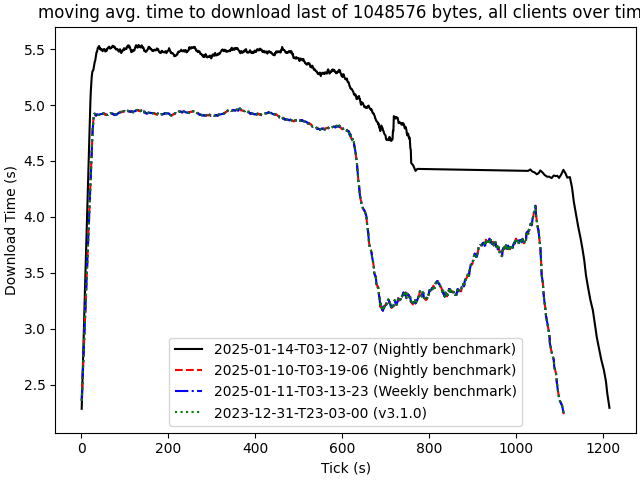 moving avg. time to download last of 1048576 bytes, all clients over tim
5.5
5.0
4.5
4.0
3.5
3.0
2.5
Download Time (s)
2025-01-14-T03-12-07 (Nightly benchmark)
2025-01-10-T03-19-06 (Nightly benchmark)
2025-01-11-T03-13-23 (Weekly benchmark)
2023-12-31-T23-03-00 (v3.1.0)
0 200 400 600 800 1000 1200
Tick (s)